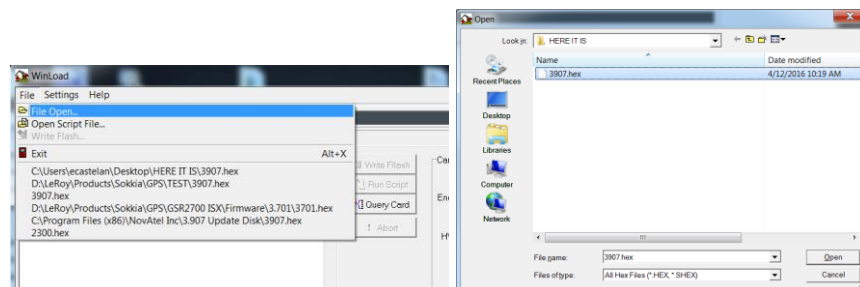 WinLoad
File Settings Help
File Open...
Open Script File...
Write Flash...
Exit Alt+X
C:\Users\ecastelan\Desktop\HERE IT IS\3907.hex
D:\LeRoy\Products\Sokkia\GPS\TEST\3907.hex
3907.hex
D:\LeRoy\Products\Sokkia\GPS\GSR2700 ISX\Firmware\3.701\3701.hex
C:\Program Files (x86)\NovAtel Inc\3.907 Update Disk\3907.hex
2300.hex
Write Fllash
Run Script
Query Card
Abort
Open
Look in: HERE IT IS
Name Date modified
3907.hex 4/12/2016 10:19 AM
Recent Places
Desktop
Libraries
Computer
Network
File name: 3907.hex Open
Files of type: All Hex Files (*.HEX, *.SHEX) Cancel